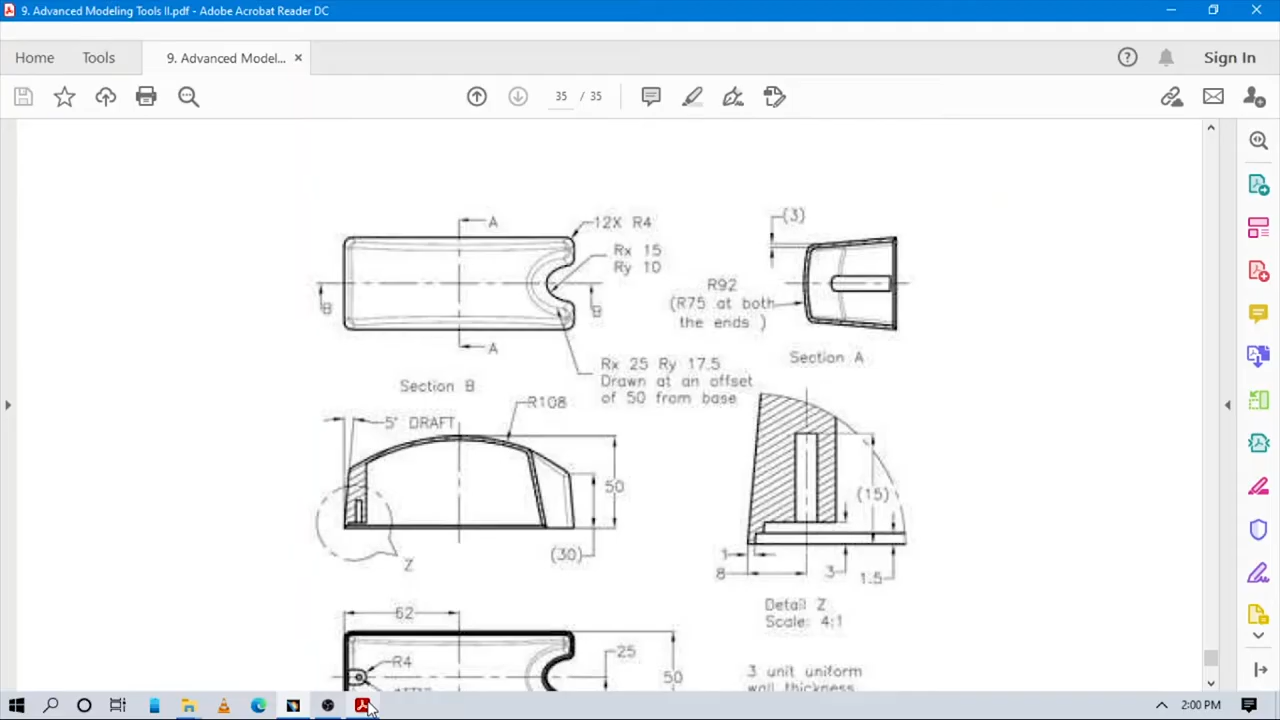 9. Advanced Modeling Tools II.pdf - Adobe Acrobat Reader DC
Home
Tools
9. Advanced Model...
Sign In
35 / 35
A
12X R4
Rx 15
Ry 10
(3)
R92
(R75 at both
the ends )
B
B
A
Section A
Section B
Rx 25 Ry 17.5
Drawn at an offset
of 50 from base
R108
5° DRAFT
50
(15)
(30)
Z
1
8
3
1.5
Detail Z
Scale: 4:1
62
R4
25
50
3 unit uniform
wall thickness
2:00 PM